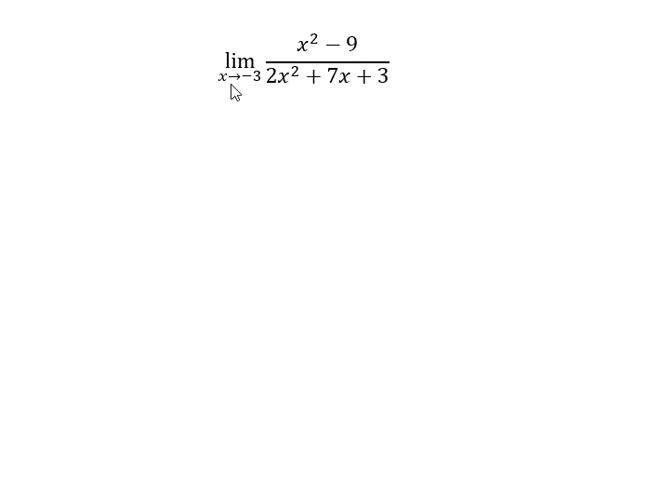 lim x→−3 x² − 9 / 2x² + 7x + 3